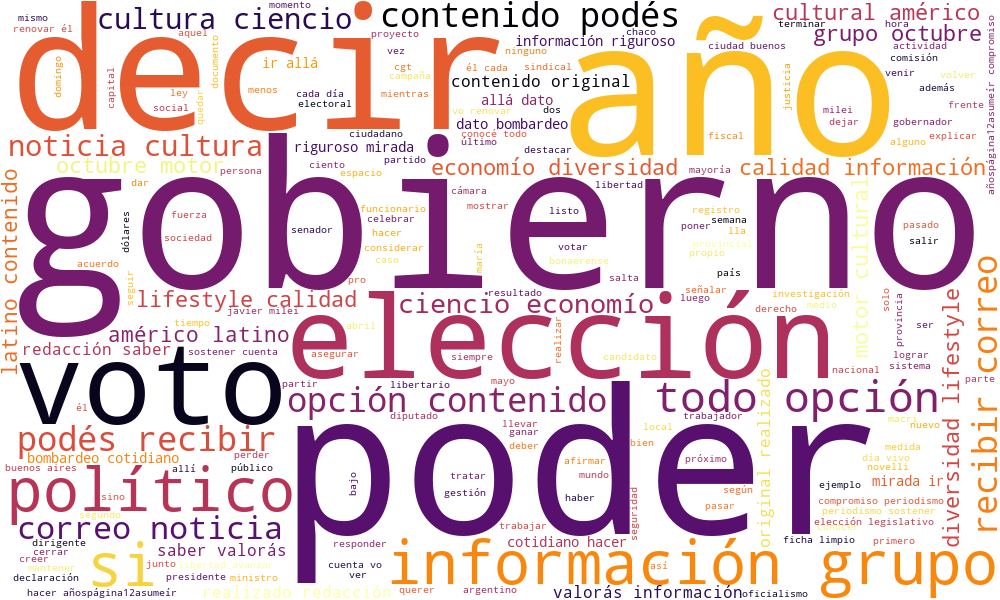 momento
mismo
cultura ciencio
contenido podés
cultural américo
renovar él
aquel
proyecto
chaco
terminar
hora
decir
año
vez
ninguno
información riguroso
ciudad buenos
grupo octubre
actividad
domingo
capital
documento
ir allá
cgt
él cada
sindical
comisión
campaña
contenido original
venir
además
volver
ley
quedar
menos
cada día
mientras
allá dato
dos
justicia
milei
frente
social
electoral
vo renovar
dato bombardeo
dejar
gobernador
noticia cultura
ciudadano
conocé todo
destacar
fiscal
alguno
explicar
riguroso mirada
último
añospágina12asumeír compromiso
octubre motor
persona
ciento
partido
economío diversidad
mayoría
calidad información
latino contenido
espacio
dar
cámara
libertad
gobierno
fuerza
funcionario
mostrar
listo
registro
semana
pasado
dólares
sociedad
senador
celebrar
hacer
poner
lla
salir
motor cultural
acuerdo
considerar
votar
provincial
seguir
caso
maría
bonaerense
país
propio
pro
salta
señalar
lifestyle calidad
resultado
luego
investigación
solo
recibir correo
javier milei
ciencio economío
medio
provincia
diversidad lifestyle
tiempo
abril
realizar
derecho
ser
américo latino
elección
sostener cuenta
lograr
redacción saber
asegurar
siempre
candidato
sistema
voto
nacional
partir
libertario
mayo
parte
él
opción contenido
todo opción
diputado
trabajador
macri
nuevo
podés recibir
llevar
ganar
local
original realizado
perder
deber
bien
medida
bombardeo cotidiano
allí
público
poder
afirmar
próximo
dia vivo
novelli
buenos aires
tratar
mundo
mirada ir
político
bajo
gestión
haber
según
ejemplo
sino
seguridad
pasar
compromiso periodismo
segundo
periodismo sostener
correo noticia
trabajar
elección legislativo
dirigente
responder
cotidiano hacer
ficha limpio
primero
cerrar
si
saber valorás
información grupo
creer
junto
libertad avanzar
cuenta vo
así
mantener
ver
declaración
presidente
ministro
hacer añospágina12asumeír
realizado redacción
querer
argentino
valorás información
oficialismo